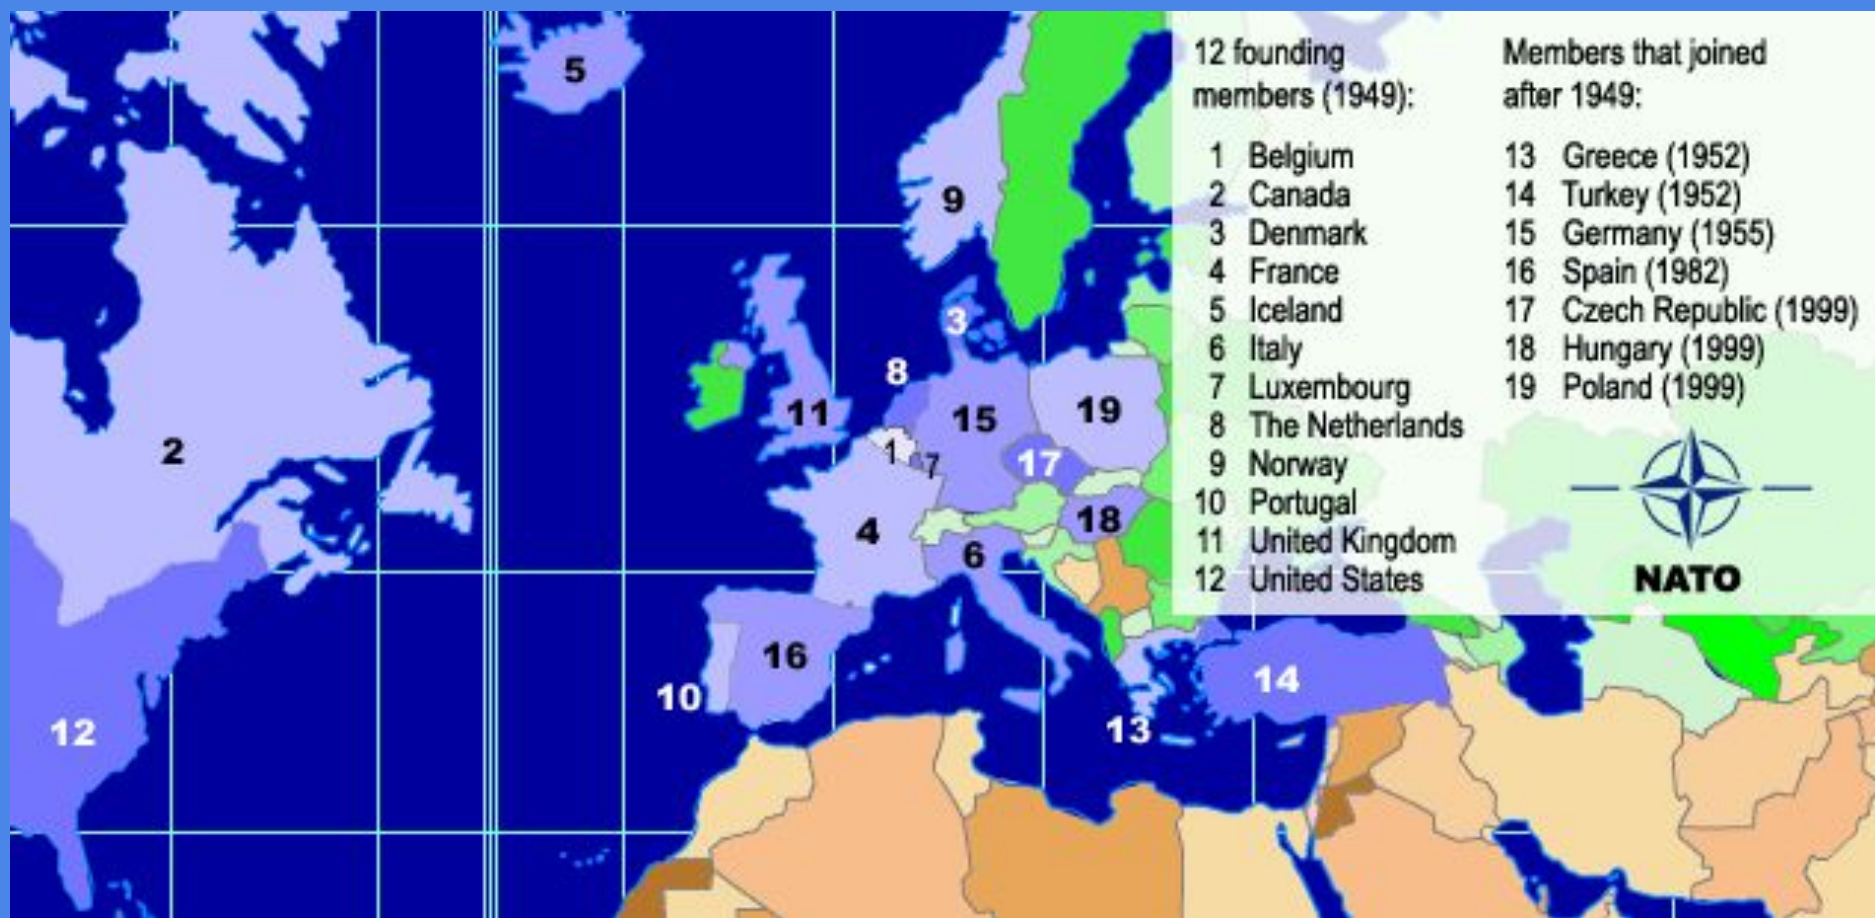 12 founding
members (1949):
1 Belgium
2 Canada
3 Denmark
4 France
5 Iceland
6 Italy
7 Luxembourg
8 The Netherlands
9 Norway
10 Portugal
11 United Kingdom
12 United States
Members that joined
after 1949:
13 Greece (1952)
14 Turkey (1952)
15 Germany (1955)
16 Spain (1982)
17 Czech Republic (1999)
18 Hungary (1999)
19 Poland (1999)
NATO
5
9
3
8
11
15
19
2
1
7
17
4
18
6
16
10
14
12
13